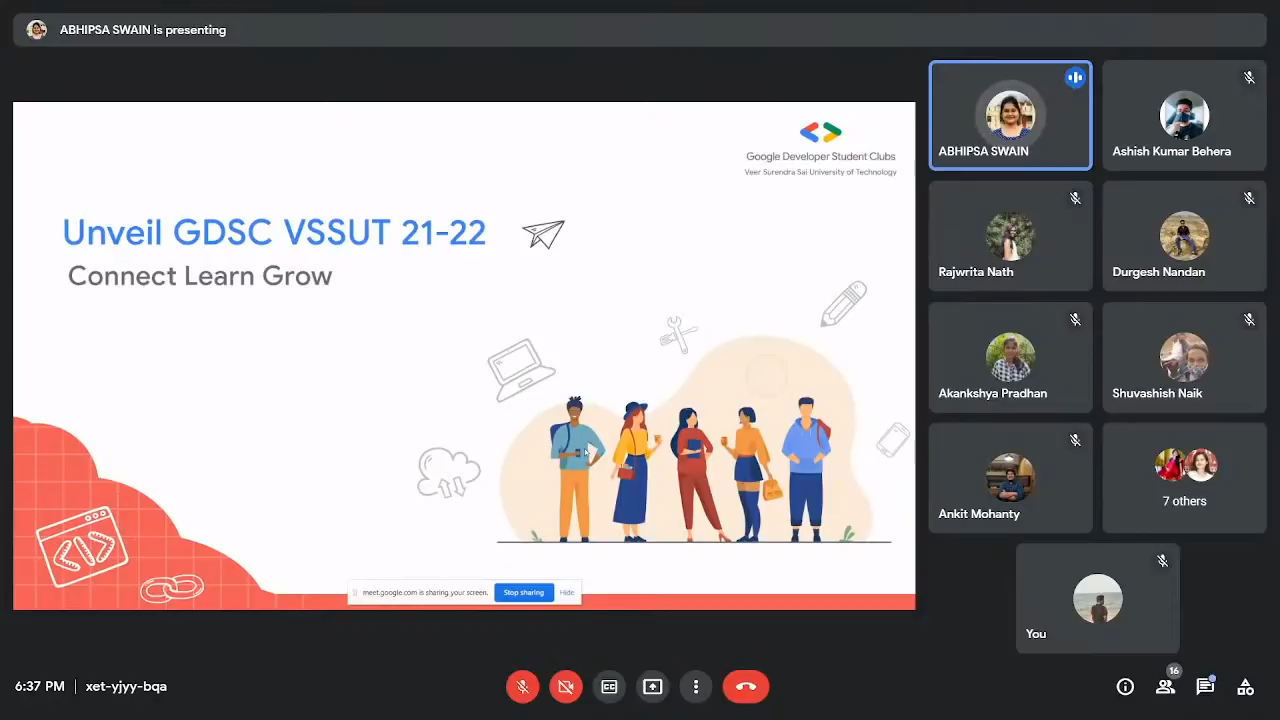 ABHIPSA SWAIN is presenting
Google Developer Student Clubs
Veer Surendra Sai University of Technology
Unveil GDSC VSSUT 21-22
Connect Learn Grow
meet.google.com is sharing your screen.
Stop sharing
Hide
ABHIPSA SWAIN
Ashish Kumar Behera
Rajwrita Nath
Durgesh Nandan
Akankshya Pradhan
Shuvashish Naik
Ankit Mohanty
7 others
You
6:37 PM
xet-yjyy-bqa
16